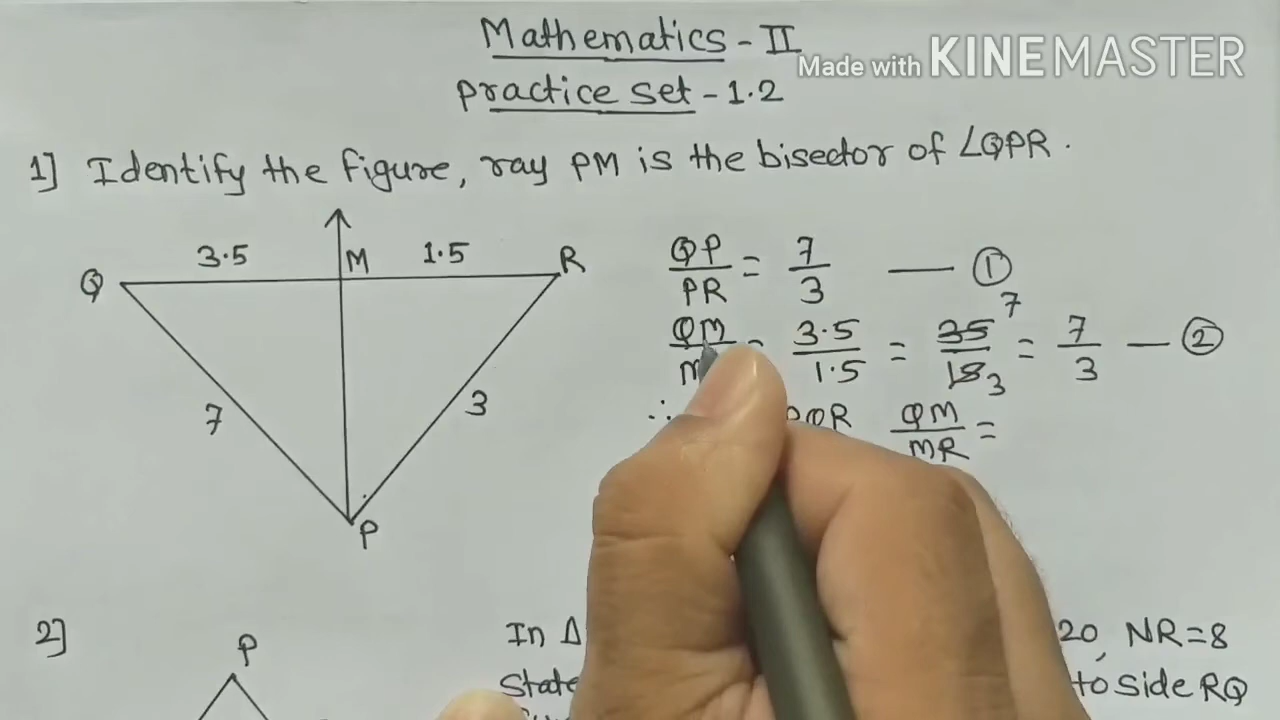 Mathematics - II
Made with KINEMASTER
Practice set - 1.2
1] Identify the figure, ray PM is the bisector of ∠QPR.
3.5 M 1.5
Q R
7 3
P
QP/PR = 7/3 — ①
QM/ = 3.5/1.5 = 35/15 7/3 = 7/3 — ②
∴ QM/MR =
2] P
In Δ 20, NR=8
State to side RQ